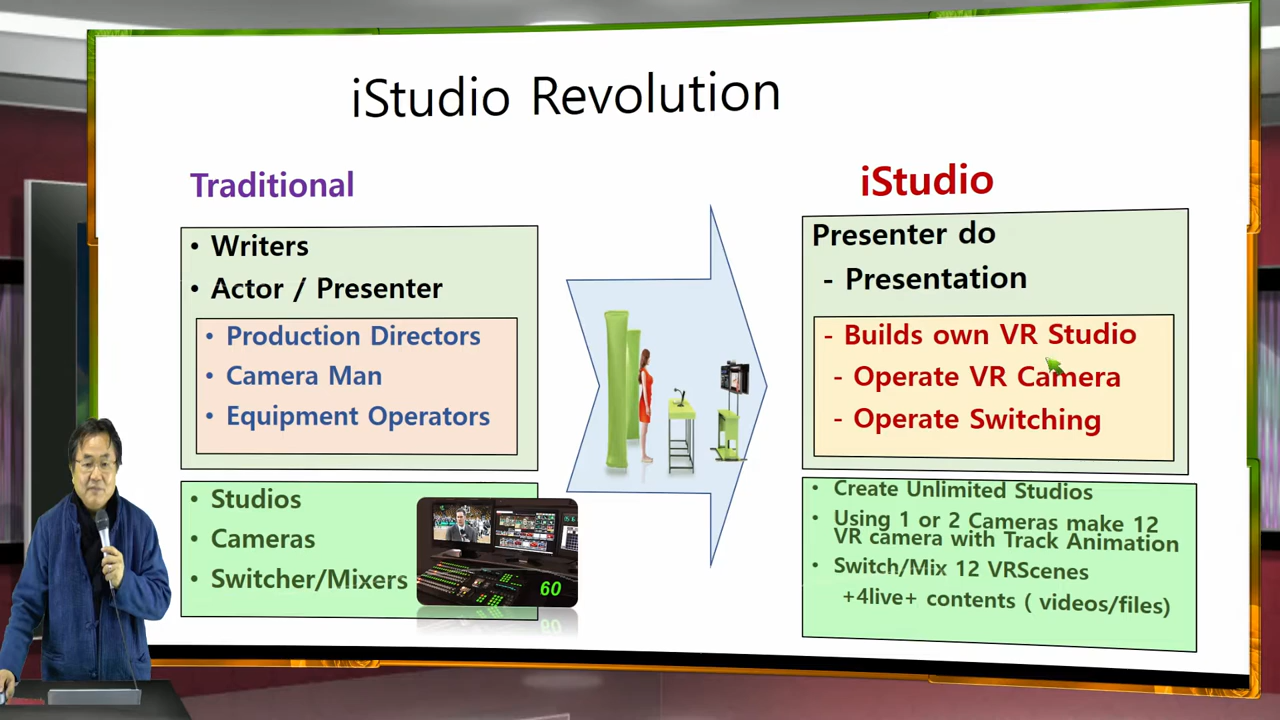 iStudio Revolution
Traditional
• Writers
• Actor / Presenter
• Production Directors
• Camera Man
• Equipment Operators
• Studios
• Cameras
• Switcher/Mixers
60
iStudio
Presenter do
- Presentation
- Builds own VR Studio
- Operate VR Camera
- Operate Switching
• Create Unlimited Studios
• Using 1 or 2 Cameras make 12
VR camera with Track Animation
• Switch/Mix 12 VRScenes
+4live+ contents ( videos/files)